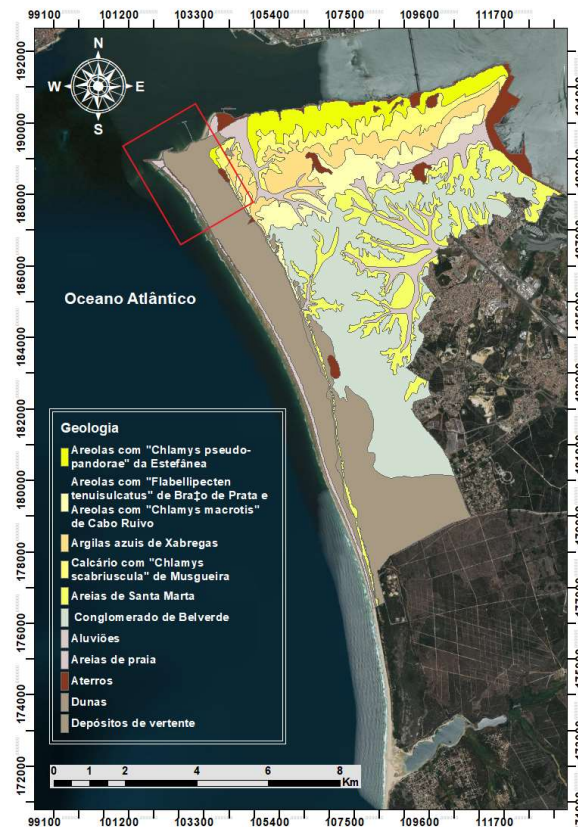 99100 101200 103300 105400 107500 109600 111700
192000
190000
188000
186000
184000
182000
180000
178000
176000
174000
172000
N
W E
S
Oceano Atlântico
Geologia
Areolas com "Chlamys pseudo-
pandorae" da Estefânea
Areolas com "Flabellipecten
tenuisulcatus" de Bra‡o de Prata e
Areolas com "Chlamys macrotis"
de Cabo Ruivo
Argilas azuis de Xabregas
Calcário com "Chlamys
scabriuscula" de Musgueira
Areias de Santa Marta
Conglomerado de Belverde
Aluviões
Areias de praia
Aterros
Dunas
Depósitos de vertente
0 1 2 4 6 8
Km
99100 101200 103300 105400 107500 109600 111700